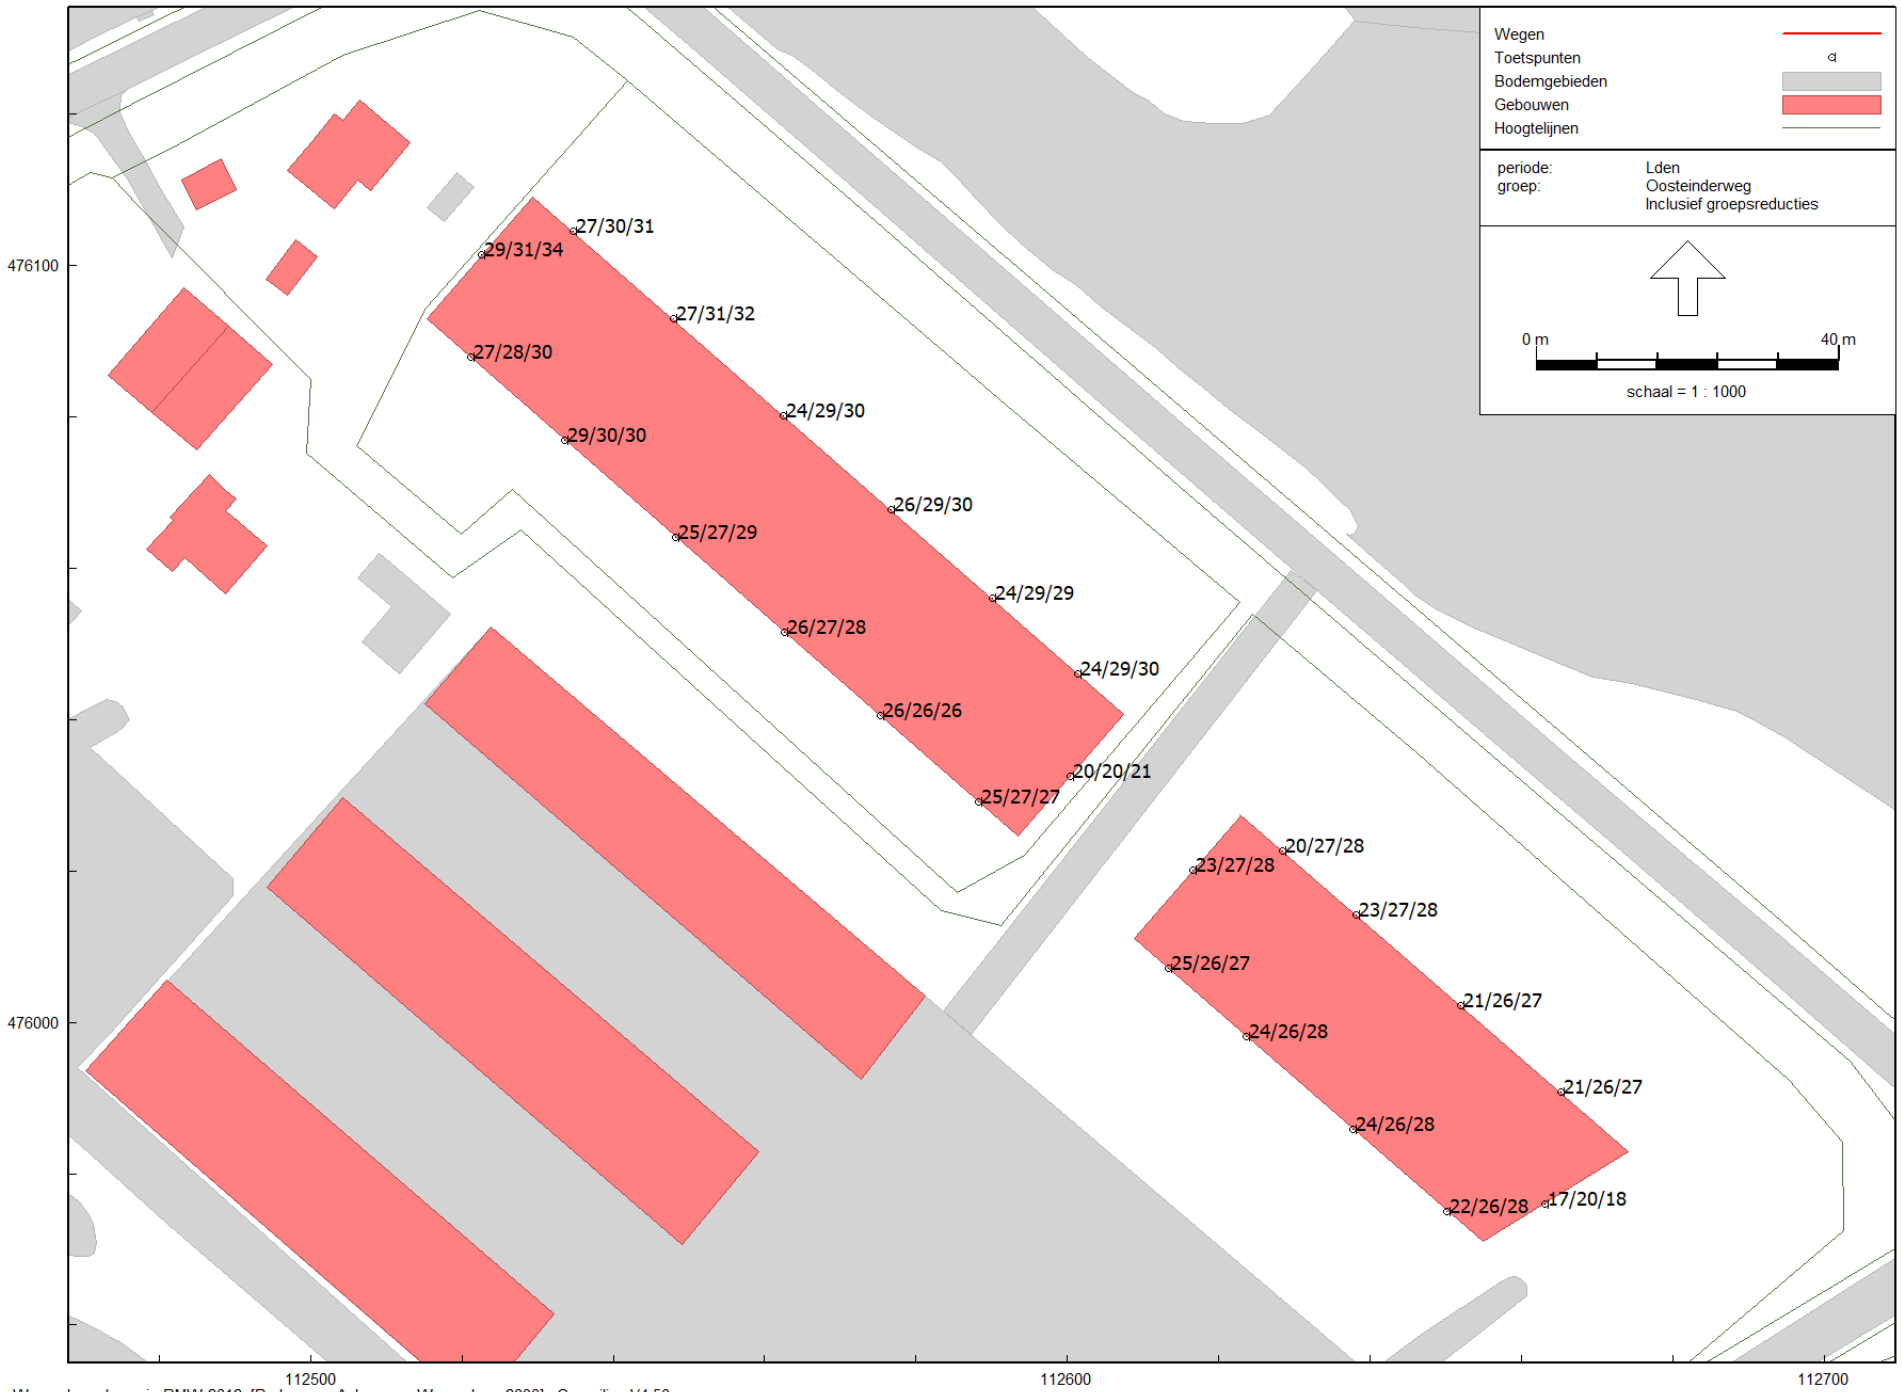 Wegen
Toetspunten
Bodemgebieden
Gebouwen
Hoogtelijnen
periode: Lden
groep: Oosteinderweg
Inclusief groepsreducties
0 m 40 m
schaal = 1 : 1000
27/30/31
29/31/34
476100
27/31/32
27/28/30
24/29/30
29/30/30
26/29/30
25/27/29
24/29/29
26/27/28
24/29/30
26/26/26
20/20/21
25/27/27
20/27/28
23/27/28
23/27/28
25/26/27
21/26/27
476000
24/26/28
21/26/27
24/26/28
17/20/18
22/26/28
112500 112600 112700